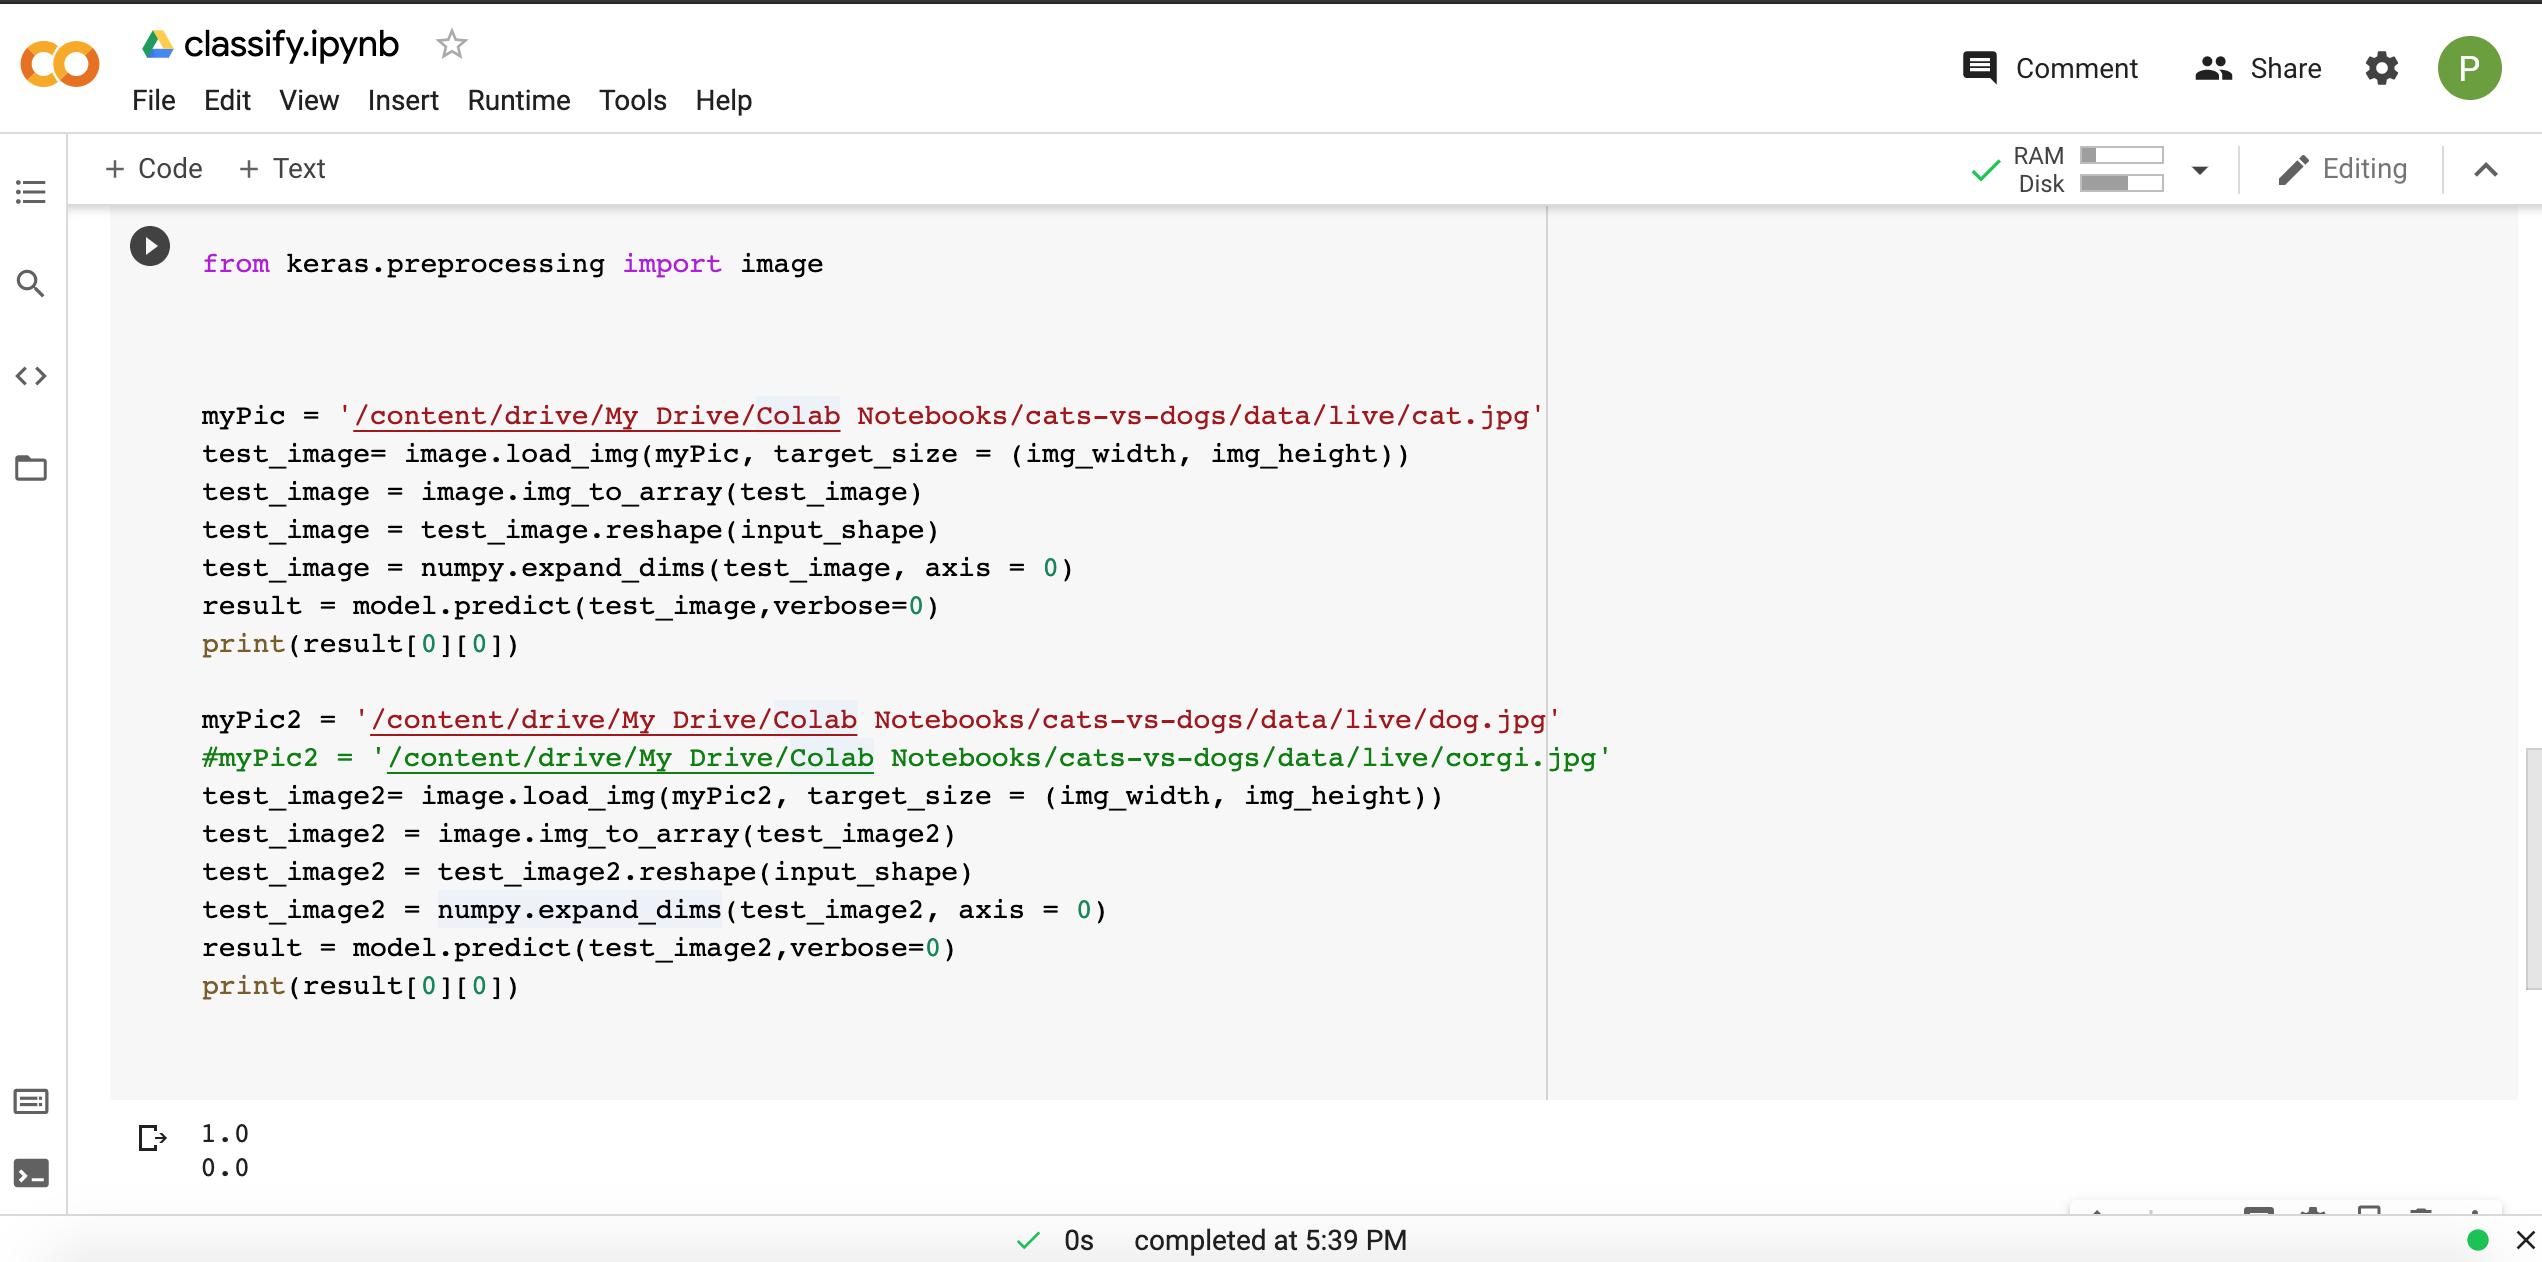 classify.ipynb
File Edit View Insert Runtime Tools Help
Comment Share P
+ Code + Text
RAM
Disk
Editing
from keras.preprocessing import image
myPic = '/content/drive/My Drive/Colab Notebooks/cats-vs-dogs/data/live/cat.jpg'
test_image= image.load_img(myPic, target_size = (img_width, img_height))
test_image = image.img_to_array(test_image)
test_image = test_image.reshape(input_shape)
test_image = numpy.expand_dims(test_image, axis = 0)
result = model.predict(test_image,verbose=0)
print(result[0][0])
myPic2 = '/content/drive/My Drive/Colab Notebooks/cats-vs-dogs/data/live/dog.jpg'
#myPic2 = '/content/drive/My Drive/Colab Notebooks/cats-vs-dogs/data/live/corgi.jpg'
test_image2= image.load_img(myPic2, target_size = (img_width, img_height))
test_image2 = image.img_to_array(test_image2)
test_image2 = test_image2.reshape(input_shape)
test_image2 = numpy.expand_dims(test_image2, axis = 0)
result = model.predict(test_image2,verbose=0)
print(result[0][0])
1.0
0.0
0s completed at 5:39 PM